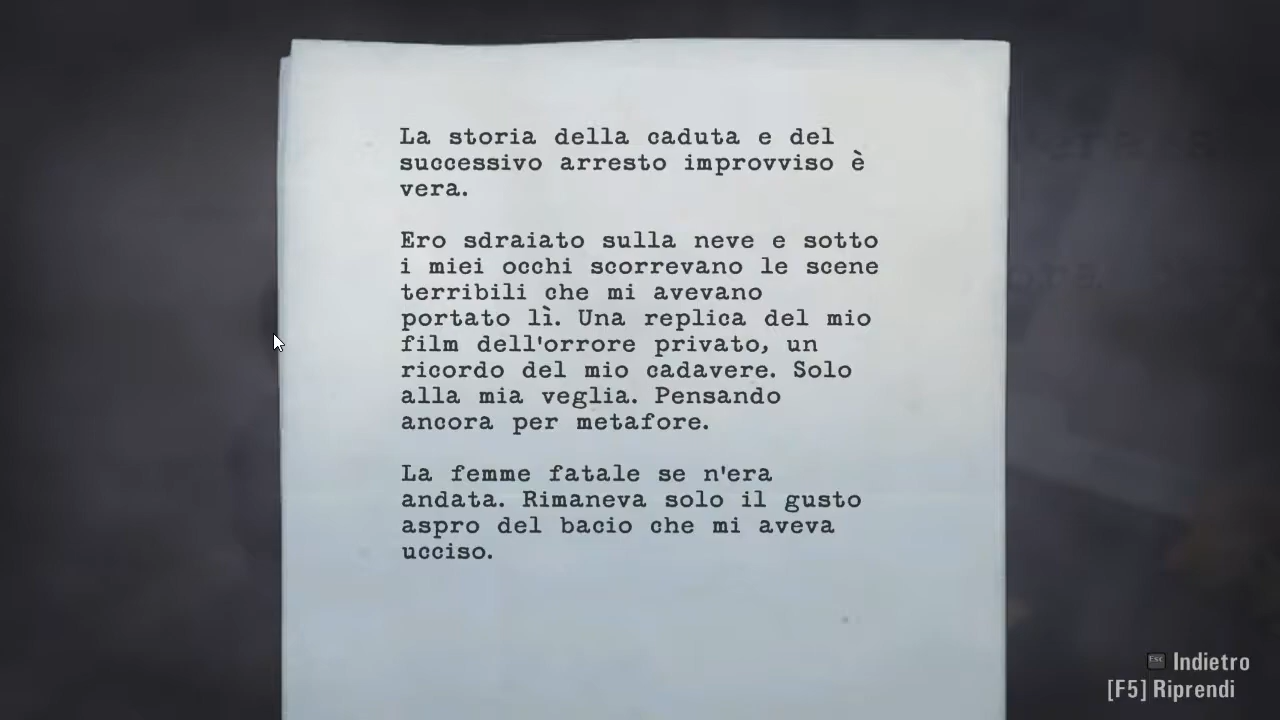 La storia della caduta e del
successivo arresto improvviso è
vera.
Ero sdraiato sulla neve e sotto
i miei occhi scorrevano le scene
terribili che mi avevano
portato lì. Una replica del mio
film dell'orrore privato, un
ricordo del mio cadavere. Solo
alla mia veglia. Pensando
ancora per metafore.
La femme fatale se n'era
andata. Rimaneva solo il gusto
aspro del bacio che mi aveva
ucciso.
Esc Indietro
[F5] Riprendi